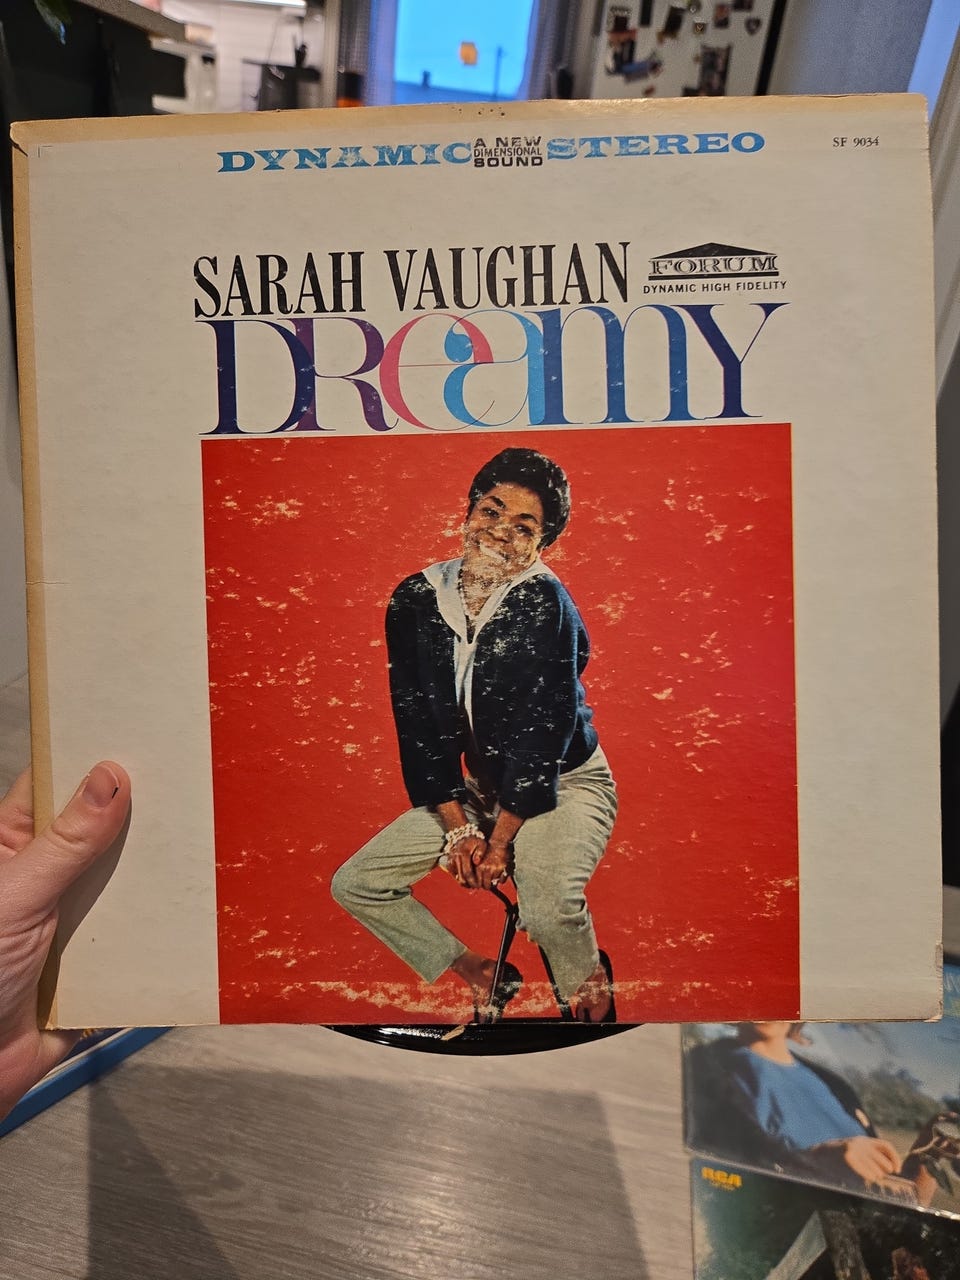 DYNAMIC A NEW DIMENSIONAL SOUND STEREO
SF 9034
SARAH VAUGHAN
FORUM
DYNAMIC HIGH FIDELITY
DREAMY
RCA